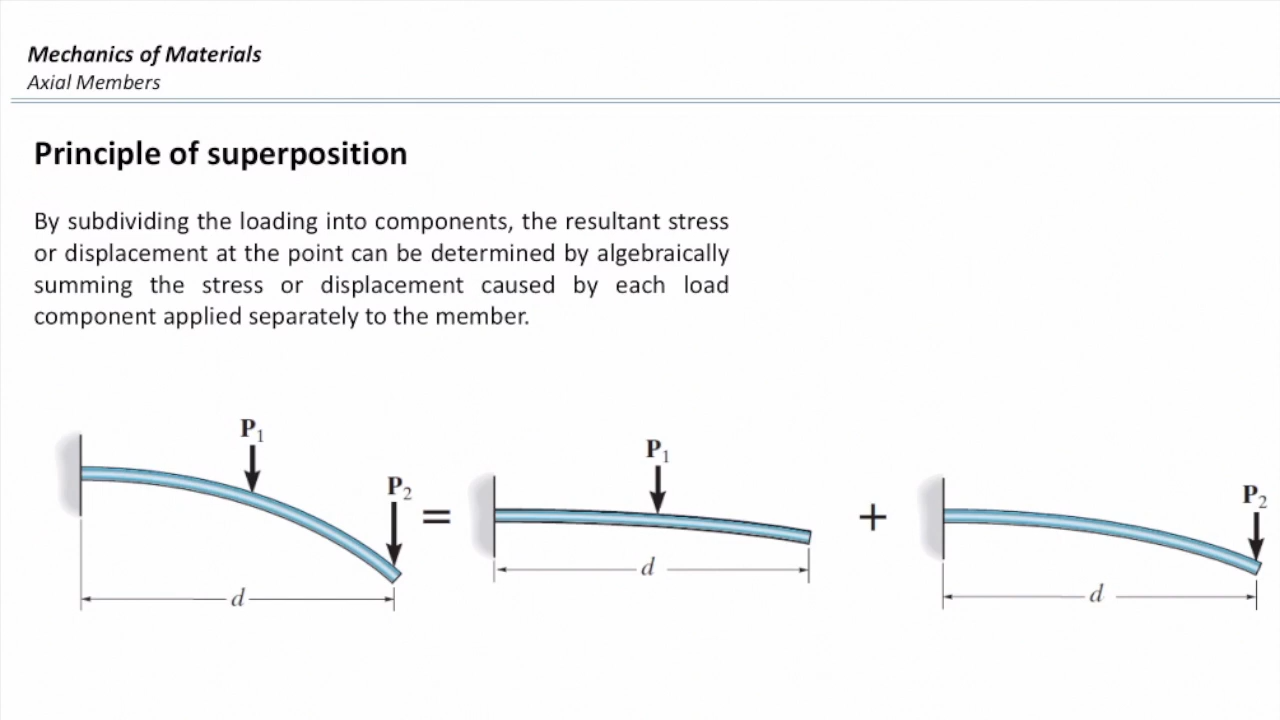 Mechanics of Materials
Axial Members
Principle of superposition
By subdividing the loading into components, the resultant stress
or displacement at the point can be determined by algebraically
summing the stress or displacement caused by each load
component applied separately to the member.
P₁
P₂
=
d
P₁
d
+
P₂
d